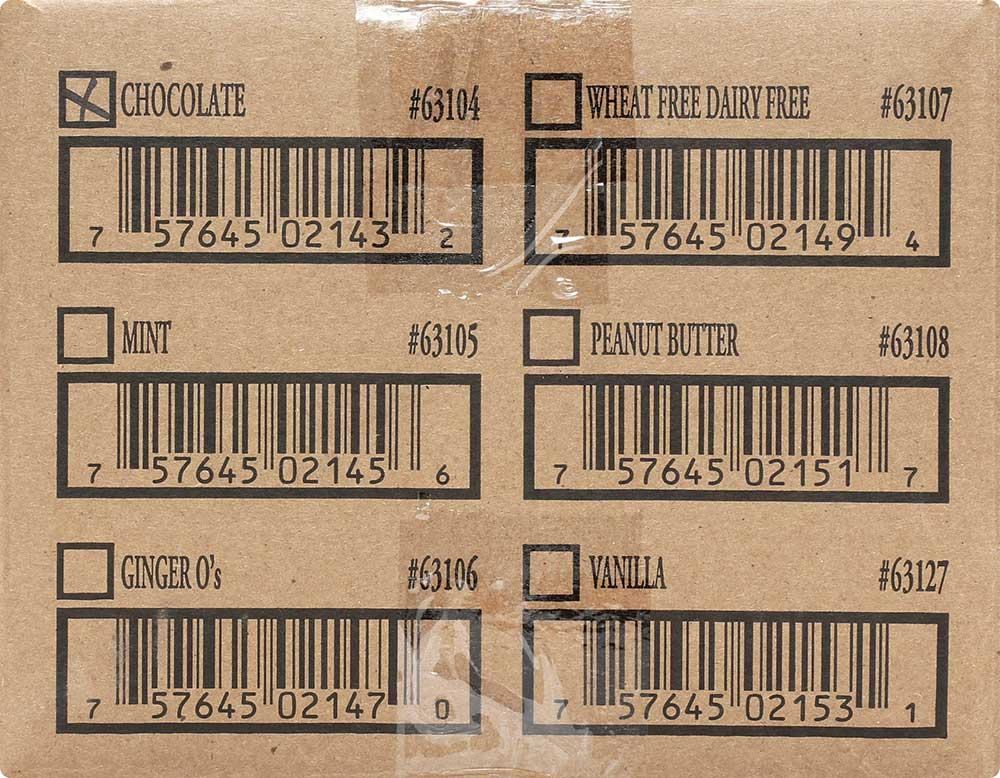 CHOCOLATE #63104
7 57645 02143 2
MINT #63105
7 57645 02145 6
GINGER O's #63106
7 57645 02147 0
WHEAT FREE DAIRY FREE #63107
7 57645 02149 4
PEANUT BUTTER #63108
7 57645 02151 7
VANILLA #63127
7 57645 02153 1